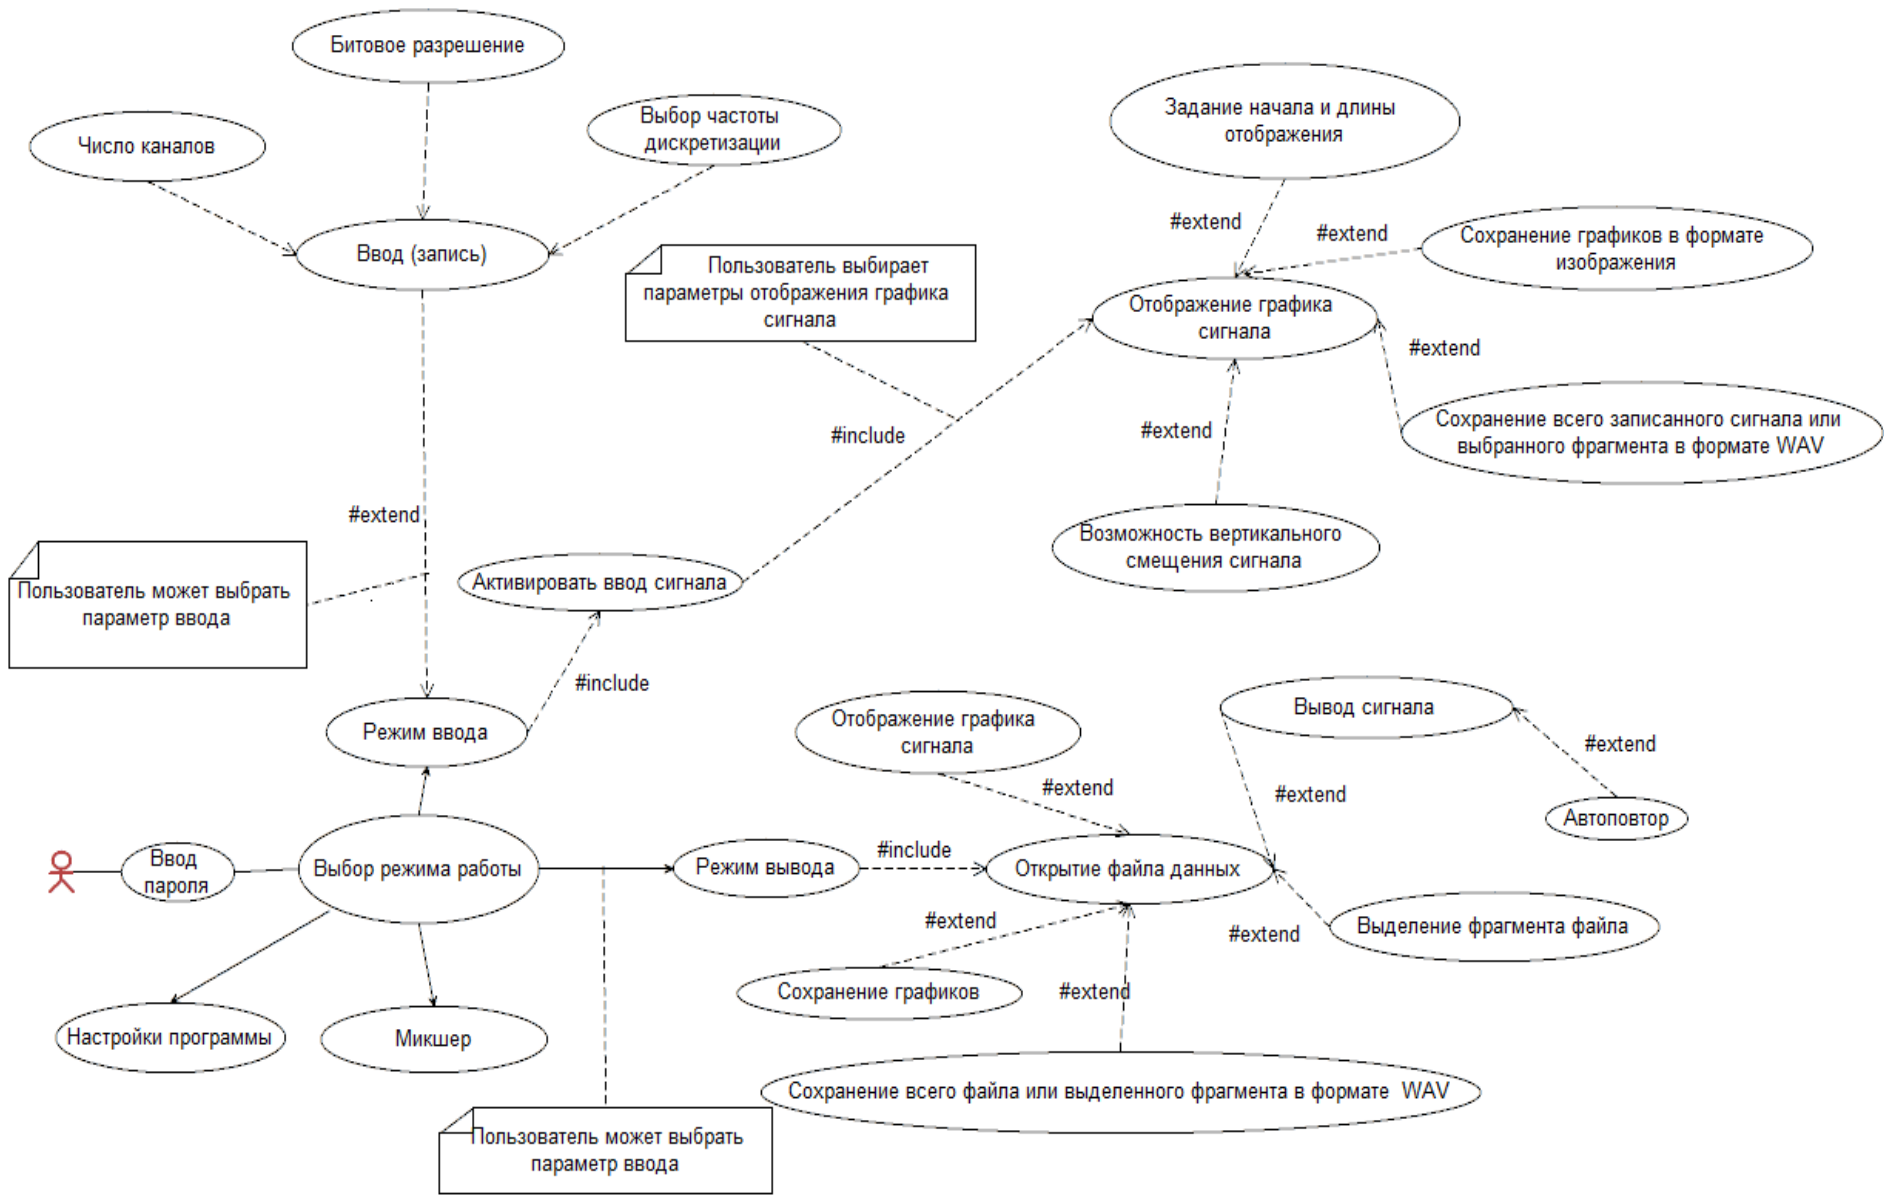 Битовое разрешение
Число каналов
Выбор частоты
дискретизации
Ввод (запись)
Задание начала и длины
отображения
#extend
#extend
Сохранение графиков в формате
изображения
Пользователь выбирает
параметры отображения графика
сигнала
Отображение графика
сигнала
#extend
#include
#extend
Сохранение всего записанного сигнала или
выбранного фрагмента в формате WAV
#extend
Возможность вертикального
смещения сигнала
Пользователь может выбрать
параметр ввода
Активировать ввод сигнала
#include
Режим ввода
Отображение графика
сигнала
Вывод сигнала
#extend
#extend
#extend
Автоповтор
Ввод
пароля
Выбор режима работы
Режим вывода
#include
Открытие файла данных
#extend
#extend
Выделение фрагмента файла
Сохранение графиков
#extend
Настройки программы
Микшер
Сохранение всего файла или выделенного фрагмента в формате WAV
Пользователь может выбрать
параметр ввода